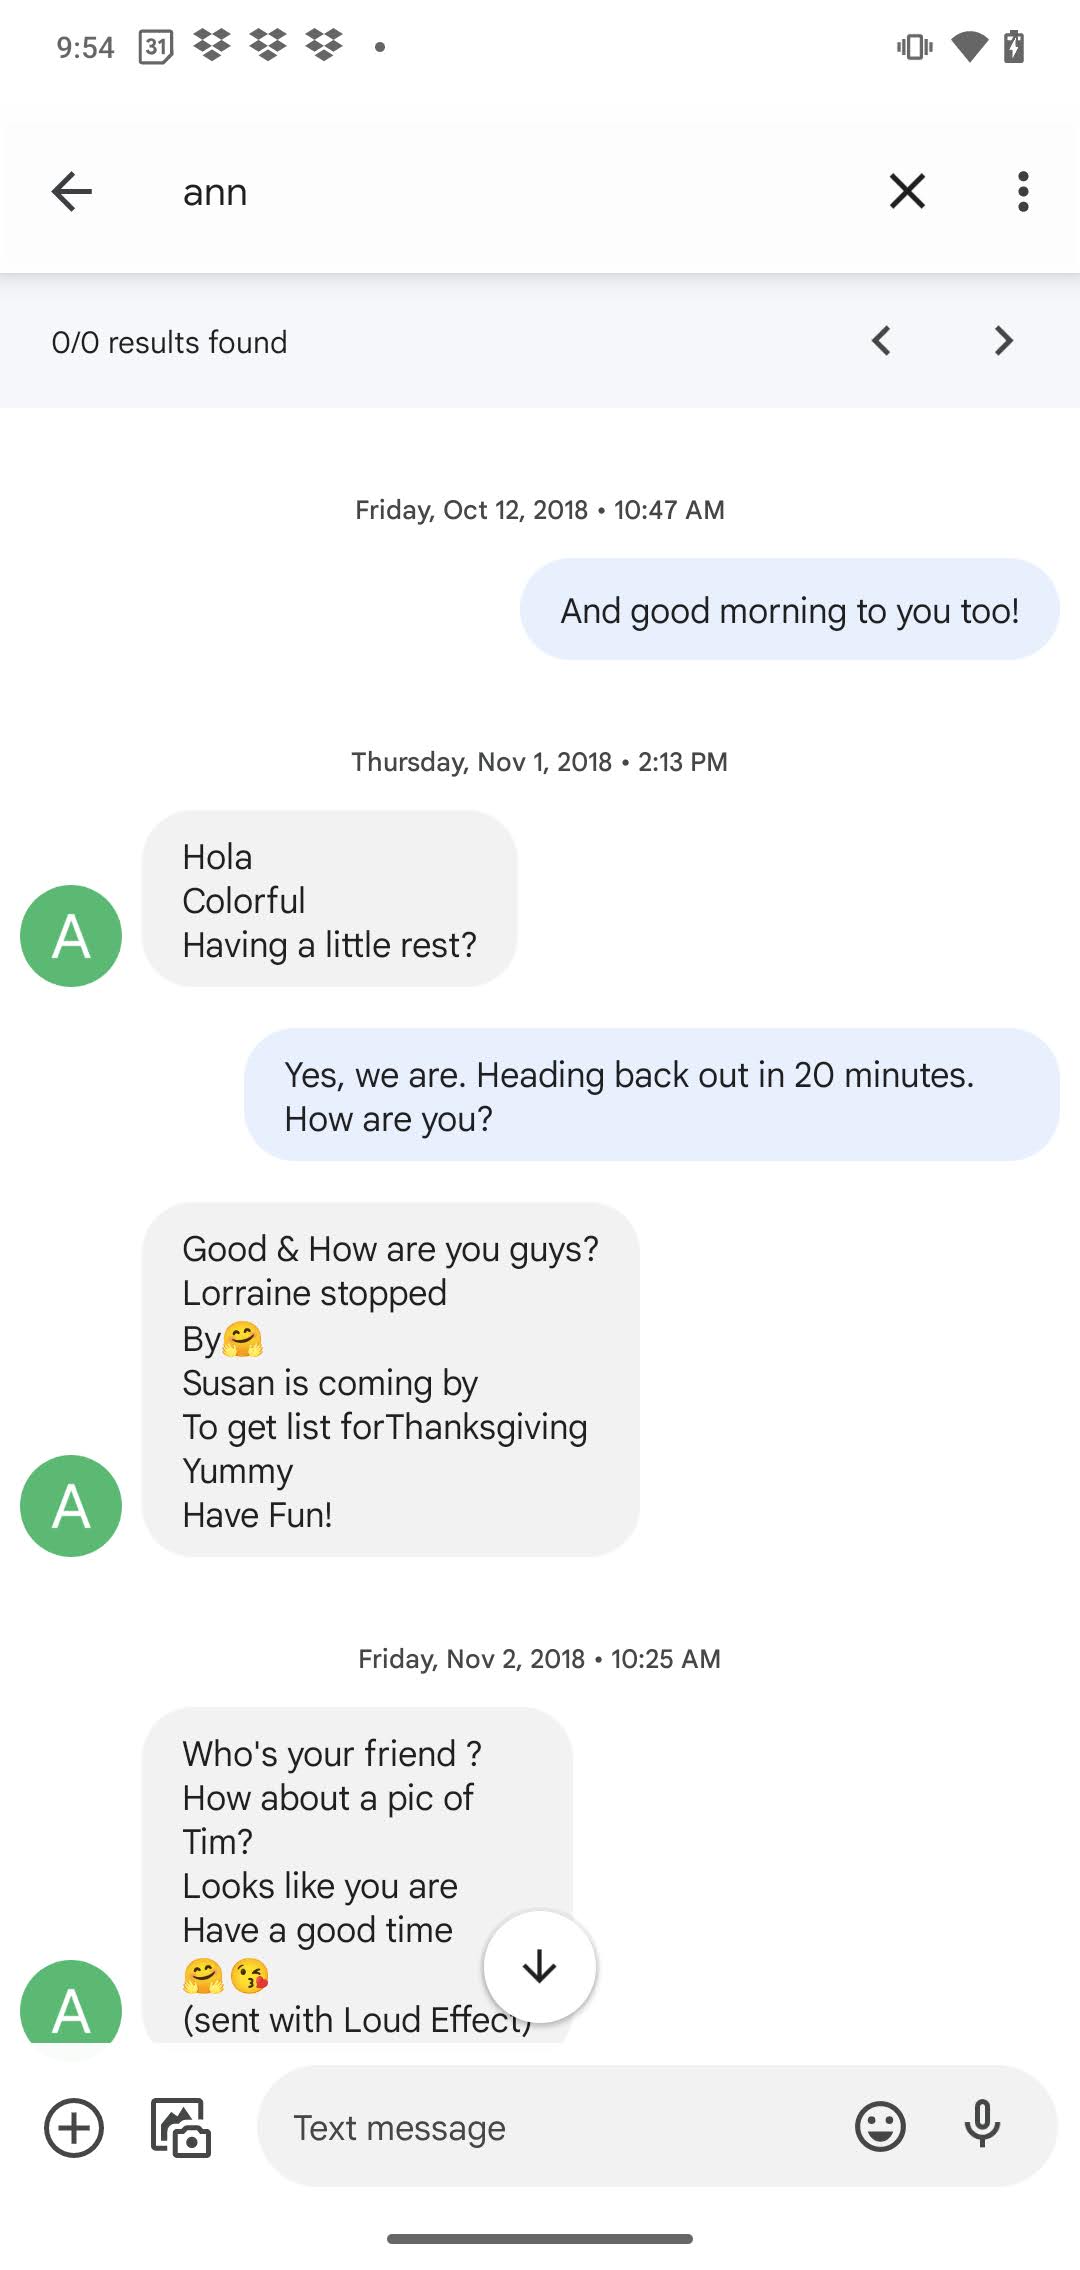 9:54 31
ann
0/0 results found
Friday, Oct 12, 2018 • 10:47 AM
And good morning to you too!
Thursday, Nov 1, 2018 • 2:13 PM
Hola
Colorful
Having a little rest?
A
Yes, we are. Heading back out in 20 minutes.
How are you?
Good & How are you guys?
Lorraine stopped
By🤗
Susan is coming by
To get list forThanksgiving
Yummy
Have Fun!
A
Friday, Nov 2, 2018 • 10:25 AM
Who's your friend ?
How about a pic of
Tim?
Looks like you are
Have a good time
🤗😘
(sent with Loud Effect)
A
Text message